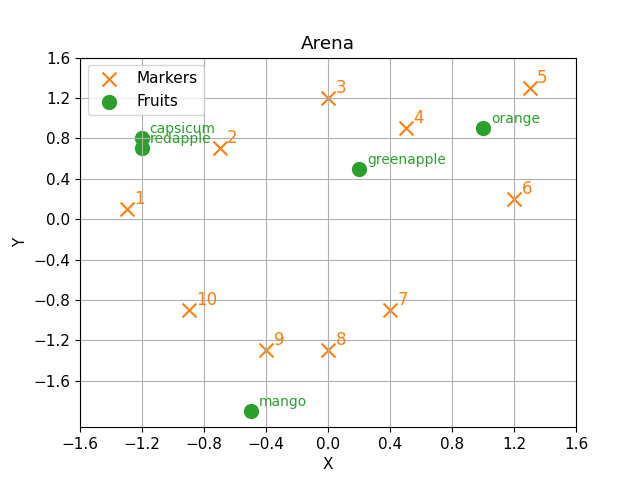 Arena
Markers
Fruits
capsicum
redapple
greenapple
orange
mango
1
2
3
4
5
6
7
8
9
10
1.6
1.2
0.8
0.4
0.0
−0.4
−0.8
−1.2
−1.6
Y
−1.6 −1.2 −0.8 −0.4 0.0 0.4 0.8 1.2 1.6
X